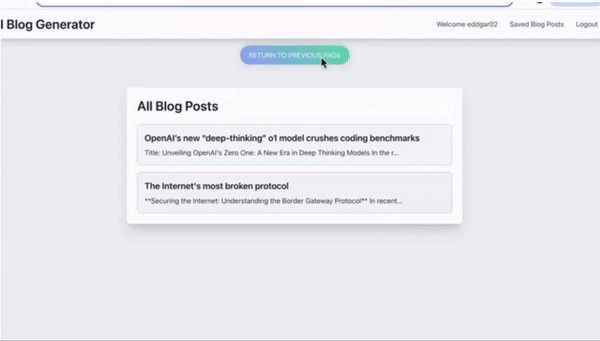 I Blog Generator
Welcome eddgar02 Saved Blog Posts Logout
RETURN TO PREVIOUS PAGE
All Blog Posts
OpenAI's new “deep-thinking” o1 model crushes coding benchmarks
Title: Unveiling OpenAI's Zero One: A New Era in Deep Thinking Models In the r...
The Internet's most broken protocol
**Securing the Internet: Understanding the Border Gateway Protocol** In recent...